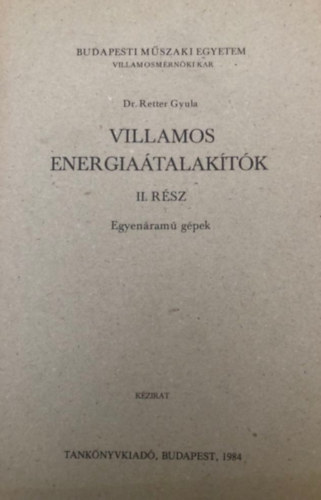 BUDAPESTI MŰSZAKI EGYETEM
VILLAMOSMÉRNÖKI KAR
Dr. Retter Gyula
VILLAMOS
ENERGIAÁTALAKÍTÓK
II. RÉSZ
Egyenáramú gépek
KÉZIRAT
TANKÖNYVKIADÓ, BUDAPEST, 1984